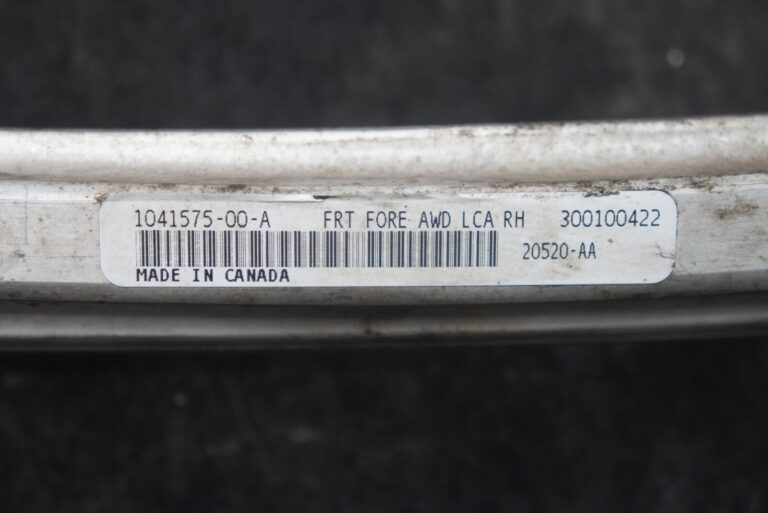 1041575-00-A FRT FORE AWD LCA RH 300100422
20520-AA
MADE IN CANADA